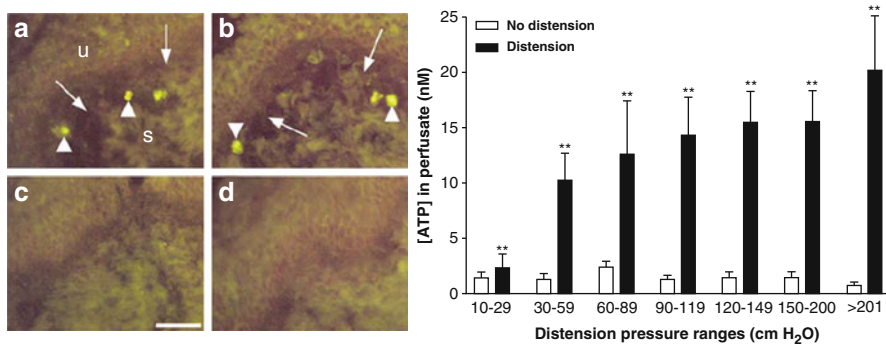 a
b
u
s
c
d
No distension
Distension
[ATP] in perfusate (nM)
25
20
15
10
5
0
**
**
**
**
**
**
**
10-29
30-59
60-89
90-119
120-149
150-200
>201
Distension pressure ranges (cm H₂O)